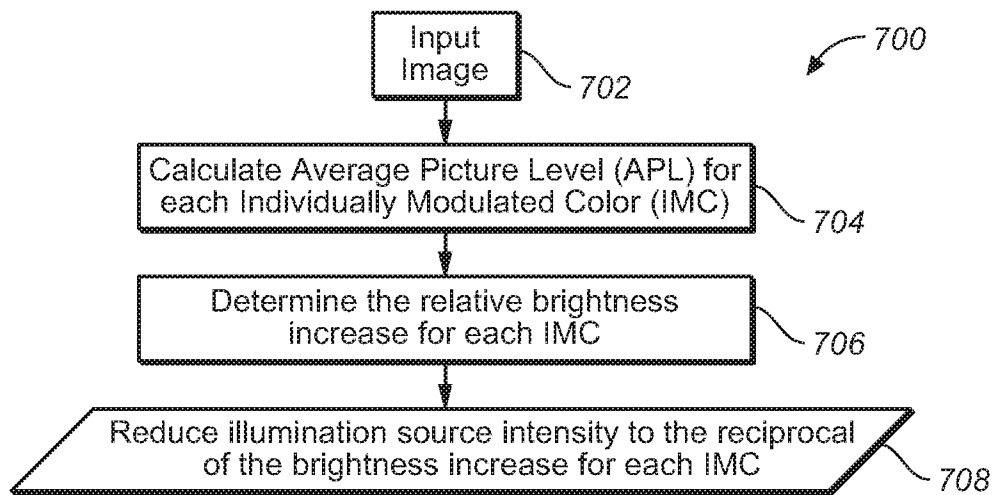 Input
Image
700
702
Calculate Average Picture Level (APL) for
each Individually Modulated Color (IMC)
704
Determine the relative brightness
increase for each IMC
706
Reduce illumination source intensity to the reciprocal
of the brightness increase for each IMC
708